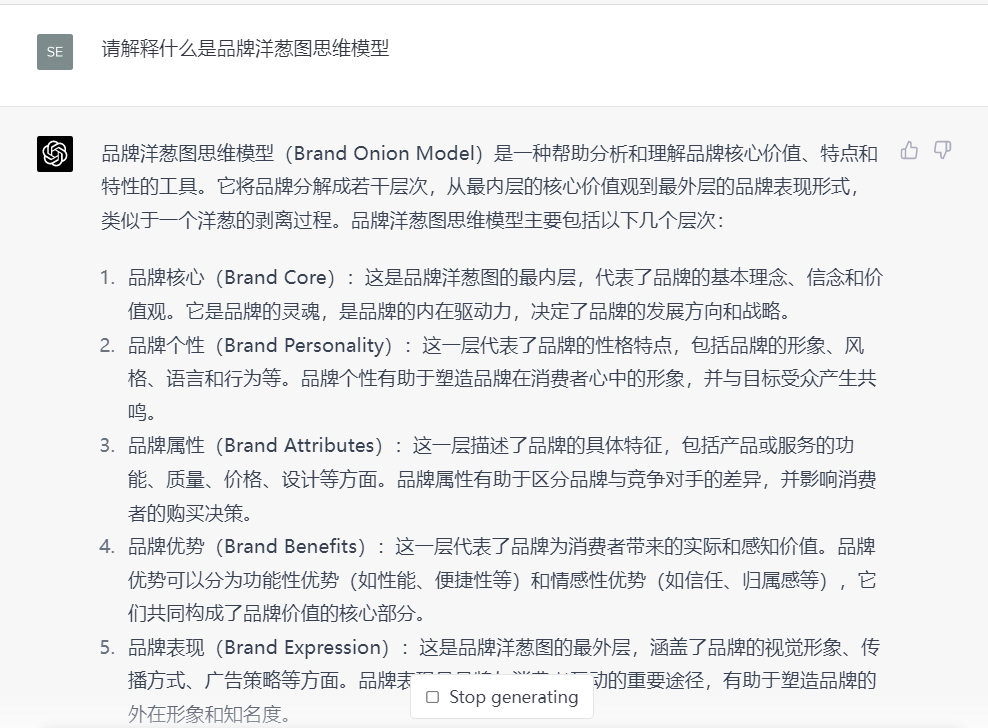 SE
请解释什么是品牌洋葱图思维模型
品牌洋葱图思维模型（Brand Onion Model）是一种帮助分析和理解品牌核心价值、特点和
特性的工具。它将品牌分解成若干层次，从最内层的核心价值观到最外层的品牌表现形式，
类似于一个洋葱的剥离过程。品牌洋葱图思维模型主要包括以下几个层次：
1. 品牌核心（Brand Core）：这是品牌洋葱图的最内层，代表了品牌的基本理念、信念和价
值观。它是品牌的灵魂，是品牌的内在驱动力，决定了品牌的发展方向和战略。
2. 品牌个性（Brand Personality）：这一层代表了品牌的性格特点，包括品牌的形象、风
格、语言和行为等。品牌个性有助于塑造品牌在消费者心中的形象，并与目标受众产生共
鸣。
3. 品牌属性（Brand Attributes）：这一层描述了品牌的具体特征，包括产品或服务的功
能、质量、价格、设计等方面。品牌属性有助于区分品牌与竞争对手的差异，并影响消费
者的购买决策。
4. 品牌优势（Brand Benefits）：这一层代表了品牌为消费者带来的实际和感知价值。品牌
优势可以分为功能性优势（如性能、便捷性等）和情感性优势（如信任、归属感等），它
们共同构成了品牌价值的核心部分。
5. 品牌表现（Brand Expression）：这是品牌洋葱图的最外层，涵盖了品牌的视觉形象、传
播方式、广告策略等方面。品牌表动的重要途径，有助于塑造品牌的
Stop generating
外在形象和知名度。